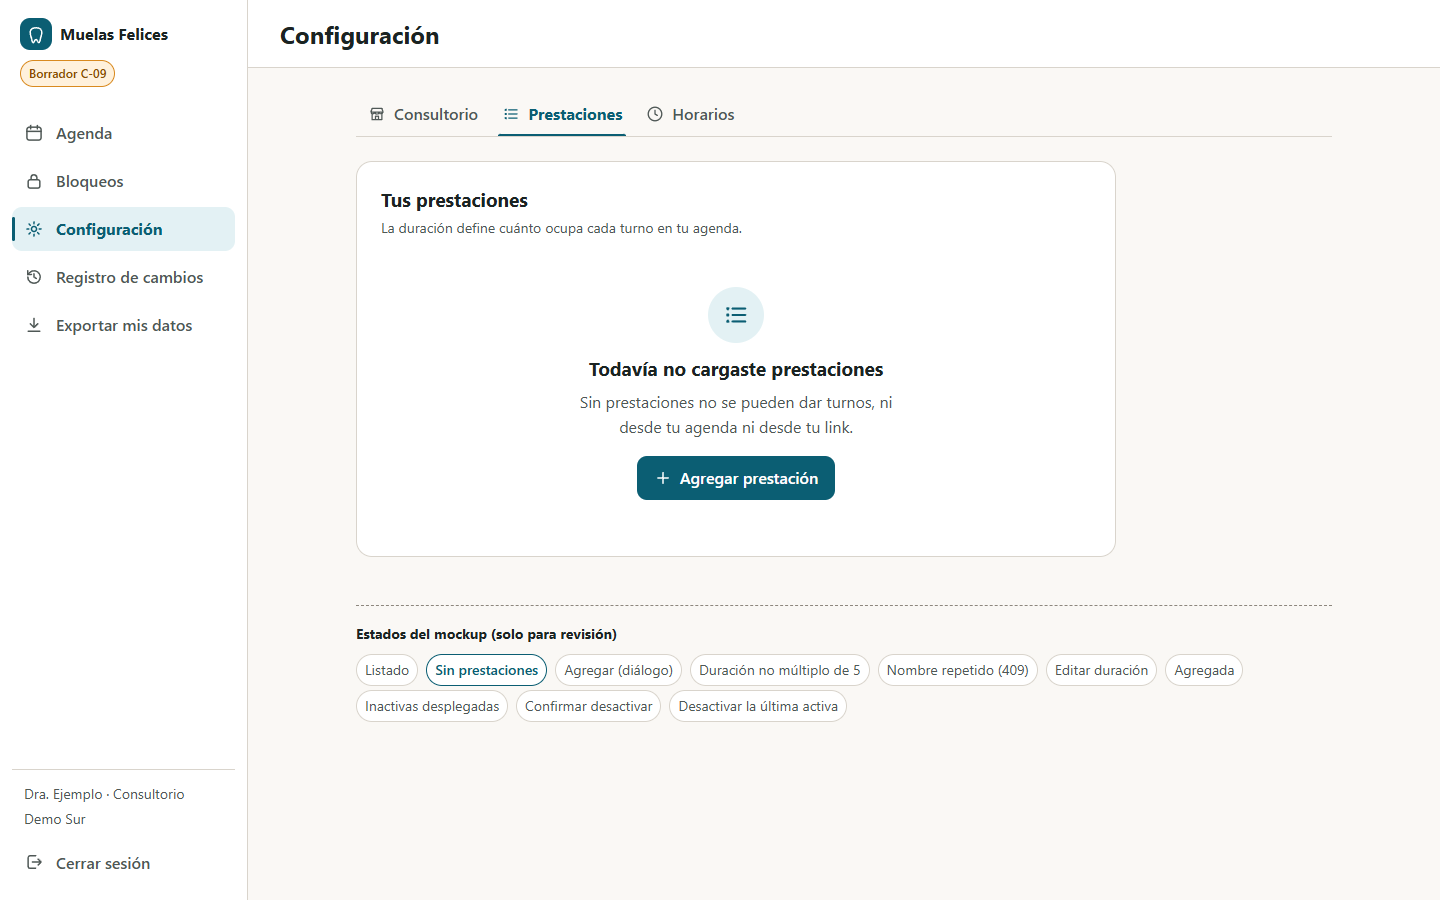 Muelas Felices
Borrador C-09
Agenda
Bloqueos
Configuración
Registro de cambios
Exportar mis datos
Dra. Ejemplo · Consultorio
Demo Sur
Cerrar sesión
Configuración
Consultorio
Prestaciones
Horarios
Tus prestaciones
La duración define cuánto ocupa cada turno en tu agenda.
Todavía no cargaste prestaciones
Sin prestaciones no se pueden dar turnos, ni
desde tu agenda ni desde tu link.
Agregar prestación
Estados del mockup (solo para revisión)
Listado
Sin prestaciones
Agregar (diálogo)
Duración no múltiplo de 5
Nombre repetido (409)
Editar duración
Agregada
Inactivas desplegadas
Confirmar desactivar
Desactivar la última activa